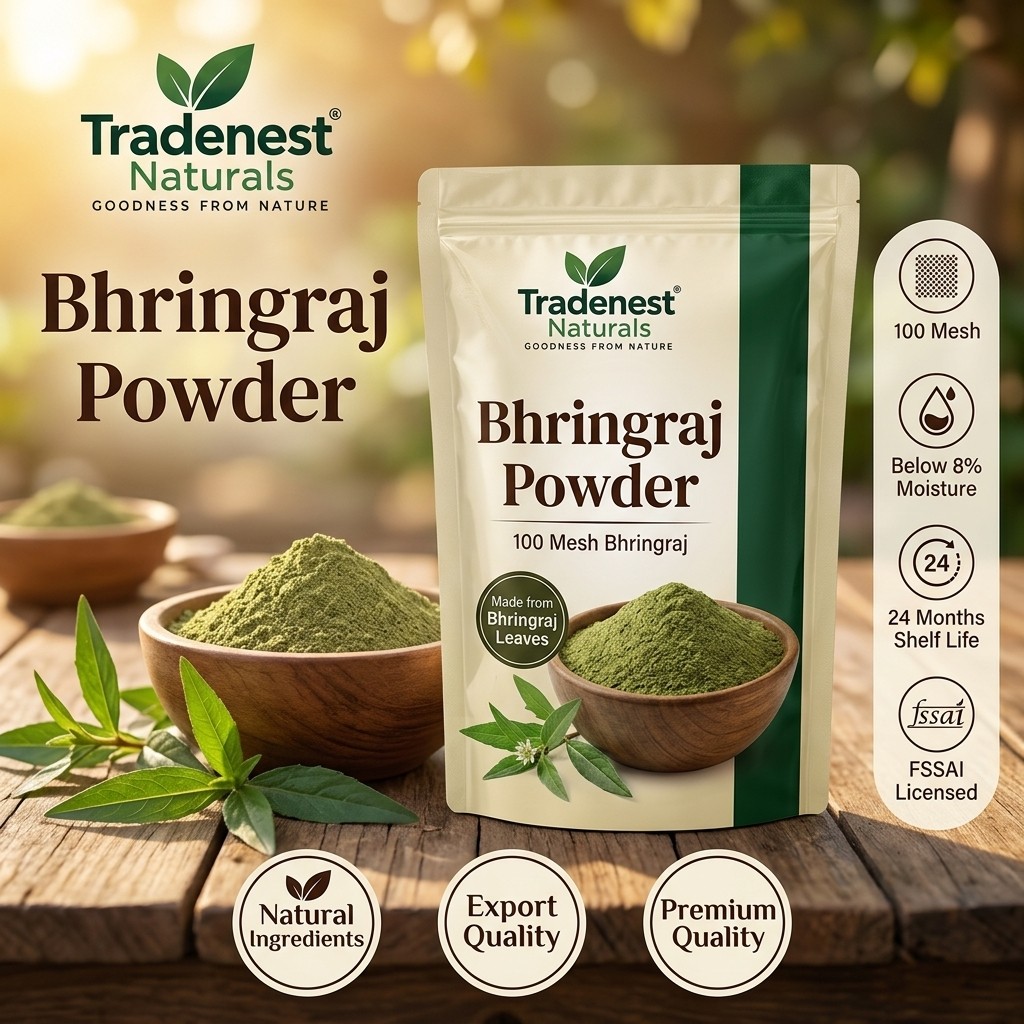 Tradenest®
Naturals
GOODNESS FROM NATURE
Bhringraj
Powder
Tradenest®
Naturals
GOODNESS FROM NATURE
Bhringraj
Powder
100 Mesh Bhringraj
Made from
Bhringraj
Leaves
100 Mesh
Below 8%
Moisture
24
24 Months
Shelf Life
fssai
FSSAI
Licensed
Natural
Ingredients
Export
Quality
Premium
Quality